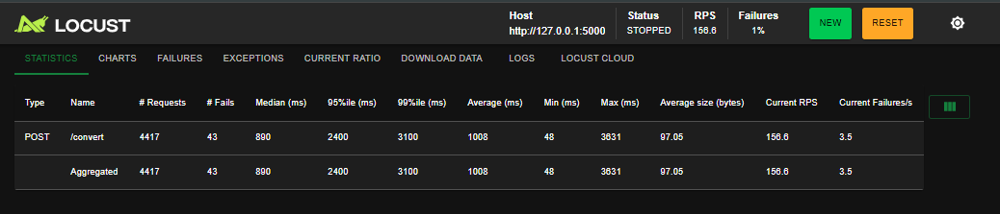 LOCUST
Host Status RPS Failures
http://127.0.0.1:5000 STOPPED 156.6 1% NEW RESET
STATISTICS CHARTS FAILURES EXCEPTIONS CURRENT RATIO DOWNLOAD DATA LOGS LOCUST CLOUD
Type Name # Requests # Fails Median (ms) 95%ile (ms) 99%ile (ms) Average (ms) Min (ms) Max (ms) Average size (bytes) Current RPS Current Failures/s
POST /convert 4417 43 890 2400 3100 1008 48 3631 97.05 156.6 3.5
Aggregated 4417 43 890 2400 3100 1008 48 3631 97.05 156.6 3.5